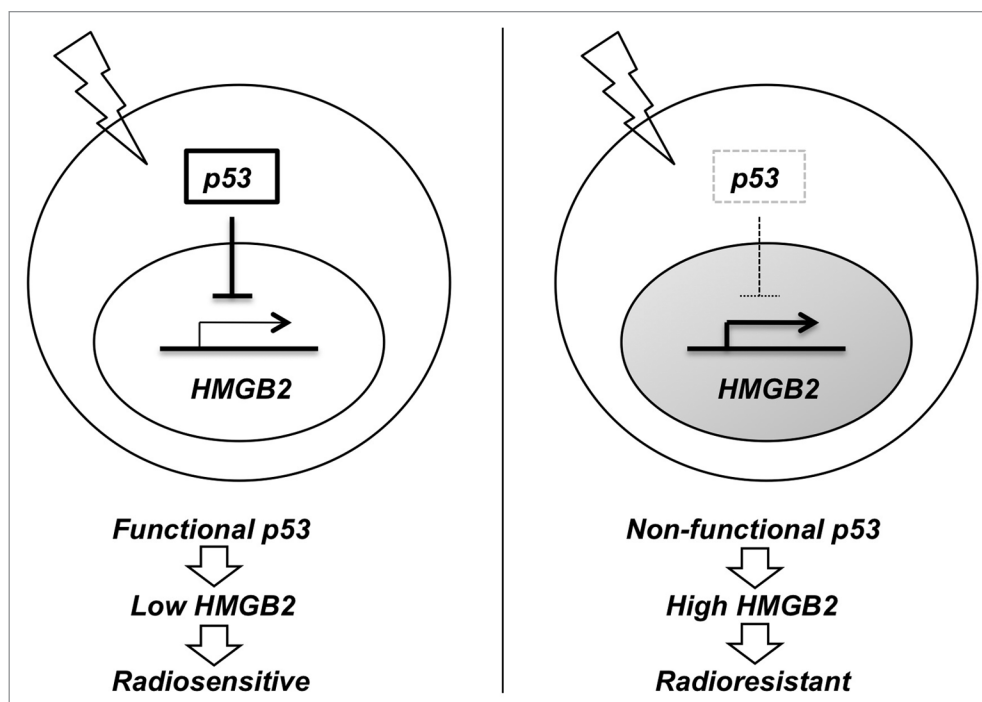 p53
HMGB2
Functional p53
Low HMGB2
Radiosensitive
p53
HMGB2
Non-functional p53
High HMGB2
Radioresistant